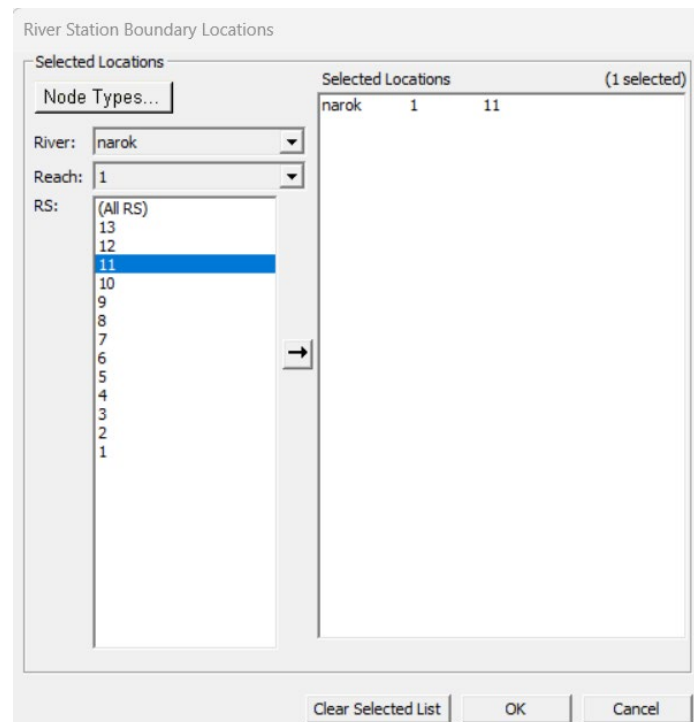 River Station Boundary Locations
Selected Locations
Node Types...
River: narok
Reach: 1
RS: (All RS)
13
12
11
10
9
8
7
6
5
4
3
2
1
→
Selected Locations (1 selected)
narok 1 11
Clear Selected List OK Cancel